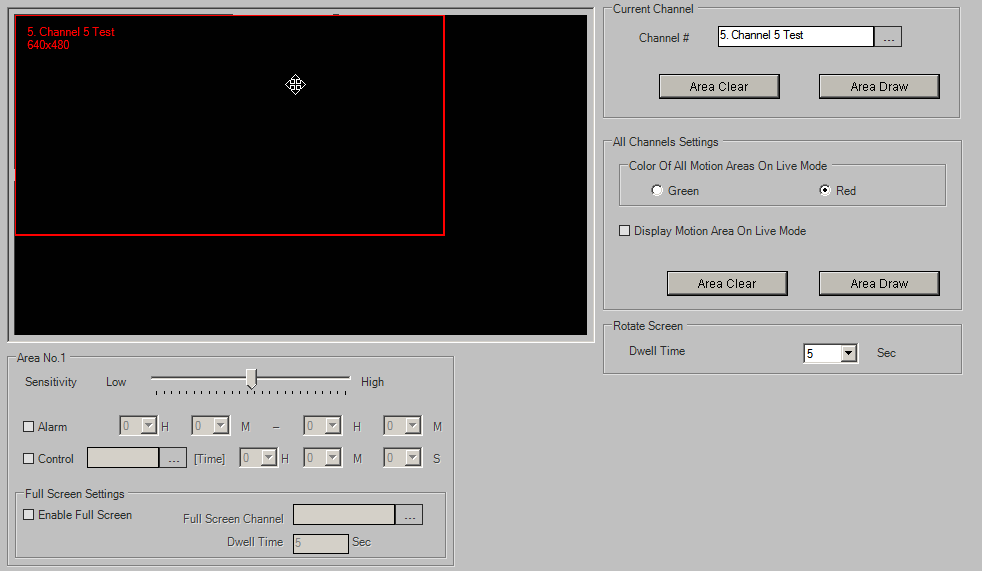 5. Channel 5 Test
640x480
Current Channel
Channel #
5. Channel 5 Test
...
Area Clear
Area Draw
All Channels Settings
Color Of All Motion Areas On Live Mode
Green
Red
Display Motion Area On Live Mode
Area Clear
Area Draw
Rotate Screen
Dwell Time
5
Sec
Area No.1
Sensitivity Low High
Alarm 0 H 0 M – 0 H 0 M
Control ... [Time] 0 H 0 M 0 S
Full Screen Settings
Enable Full Screen
Full Screen Channel ...
Dwell Time 5 Sec